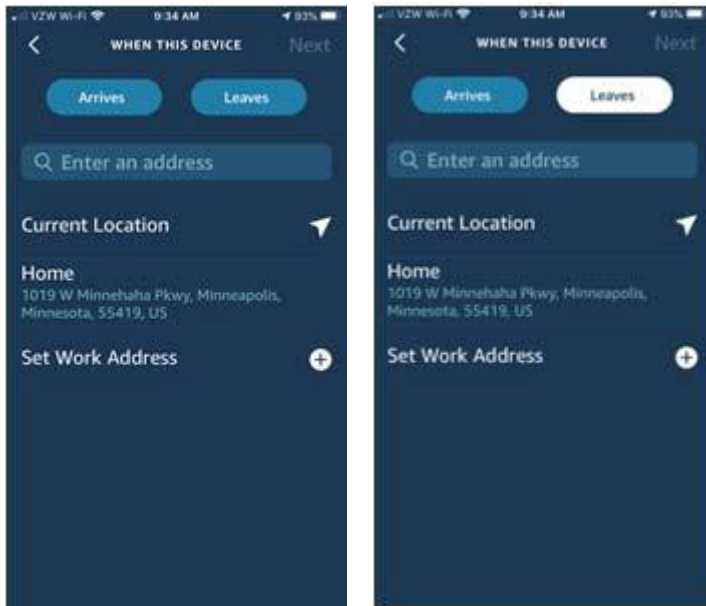 VZW Wi-Fi 9:34 AM 93%
WHEN THIS DEVICE Next
Arrives Leaves
Enter an address
Current Location
Home
1019 W Minnehaha Pkwy, Minneapolis,
Minnesota, 55419, US
Set Work Address
VZW Wi-Fi 9:34 AM 93%
WHEN THIS DEVICE Next
Arrives Leaves
Enter an address
Current Location
Home
1019 W Minnehaha Pkwy, Minneapolis,
Minnesota, 55419, US
Set Work Address